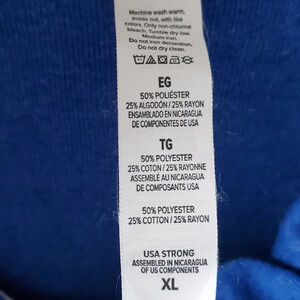 Machine wash warm,
inside out, with like
colors. Only non-chlorine
bleach. Tumble dry low.
Medium iron.
Do not iron decoration.
Do not dry clean.
EG
50% POLIÉSTER
25% ALGODÓN / 25% RAYON
ENSAMBLADO EN NICARAGUA
DE COMPONENTES DE USA
TG
50% POLYESTER
25% COTON / 25% RAYONNE
ASSEMBLÉ AU NICARAGUA
DE COMPOSANTS USA
50% POLYESTER
25% COTTON / 25% RAYON
USA STRONG
ASSEMBLED IN NICARAGUA
OF US COMPONENTS
XL